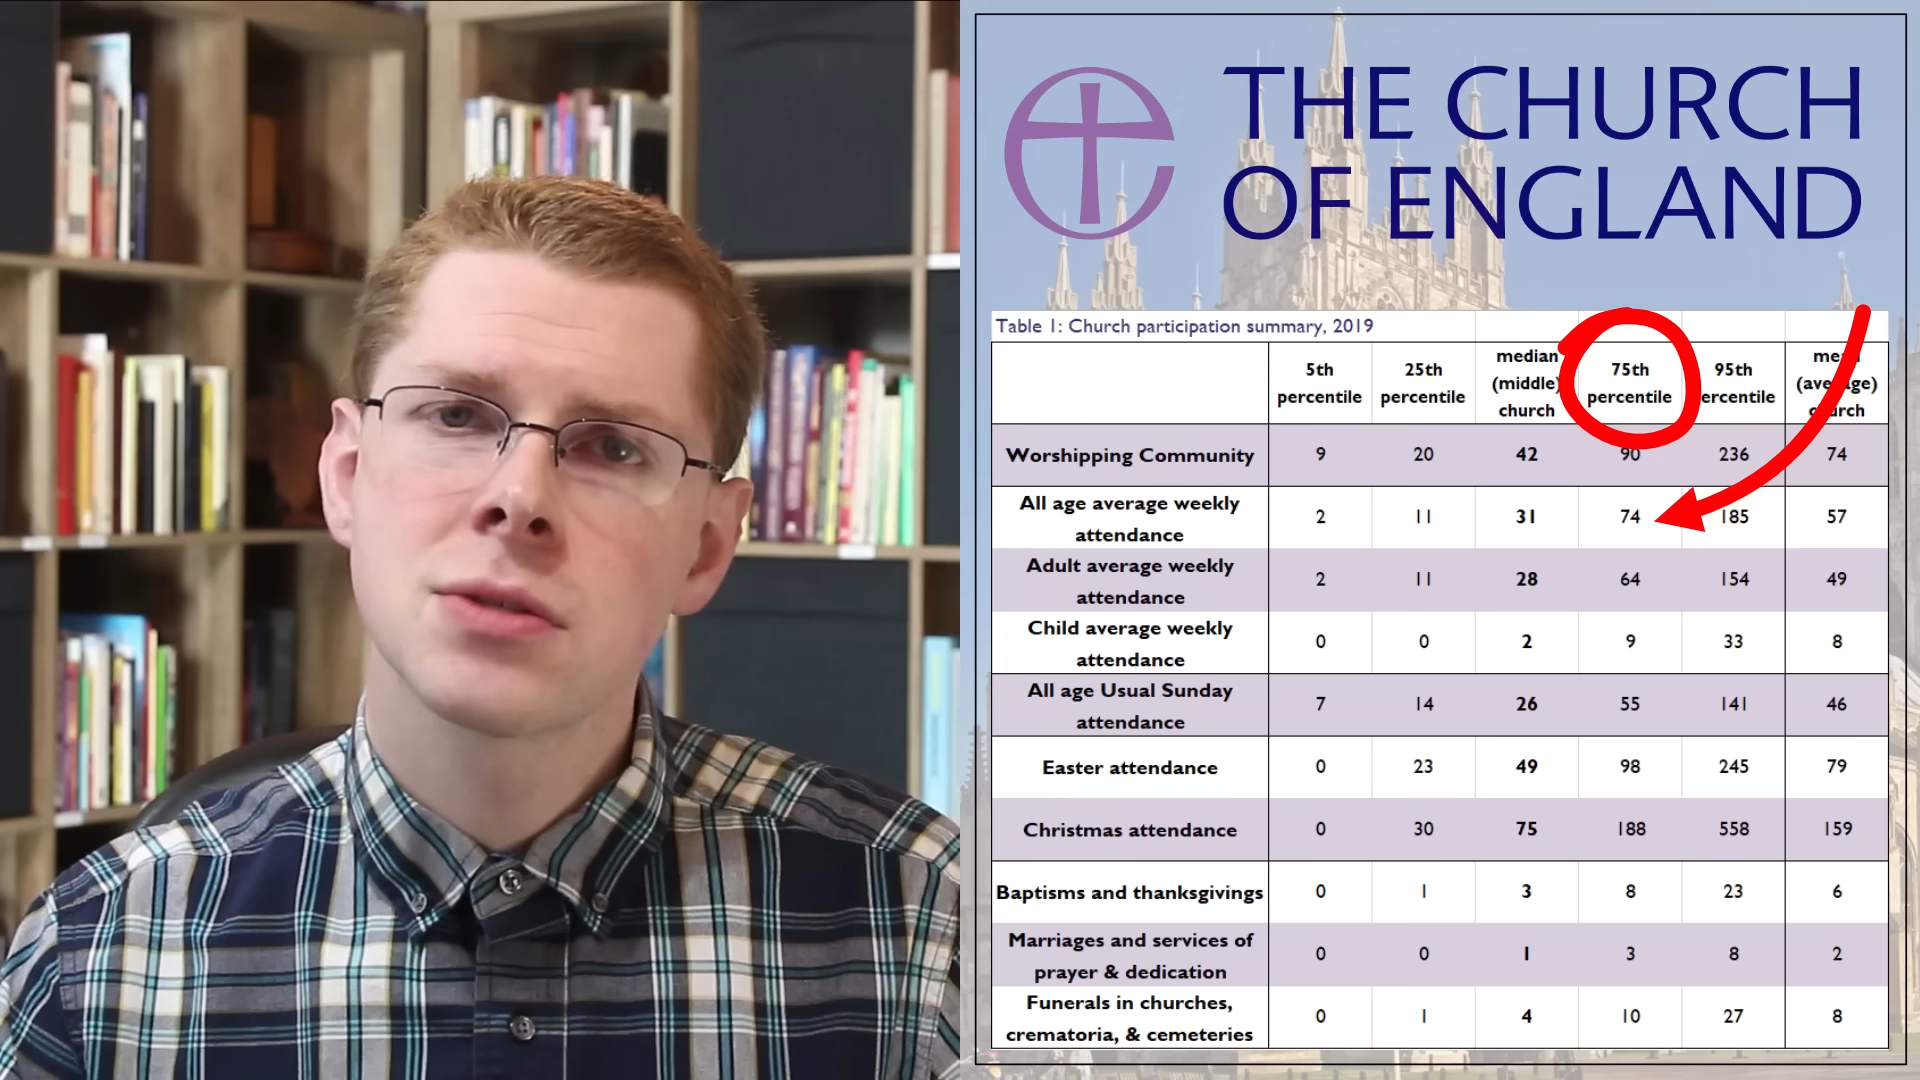 THE CHURCH
OF ENGLAND
Table 1: Church participation summary, 2019
5th percentile 25th percentile median (middle) church 75th percentile 95th percentile mean (average) church
Worshipping Community 9 20 42 90 236 74
All age average weekly attendance 2 11 31 74 185 57
Adult average weekly attendance 2 11 28 64 154 49
Child average weekly attendance 0 0 2 9 33 8
All age Usual Sunday attendance 7 14 26 55 141 46
Easter attendance 0 23 49 98 245 79
Christmas attendance 0 30 75 188 558 159
Baptisms and thanksgivings 0 1 3 8 23 6
Marriages and services of prayer & dedication 0 0 1 3 8 2
Funerals in churches, crematoria, & cemeteries 0 1 4 10 27 8